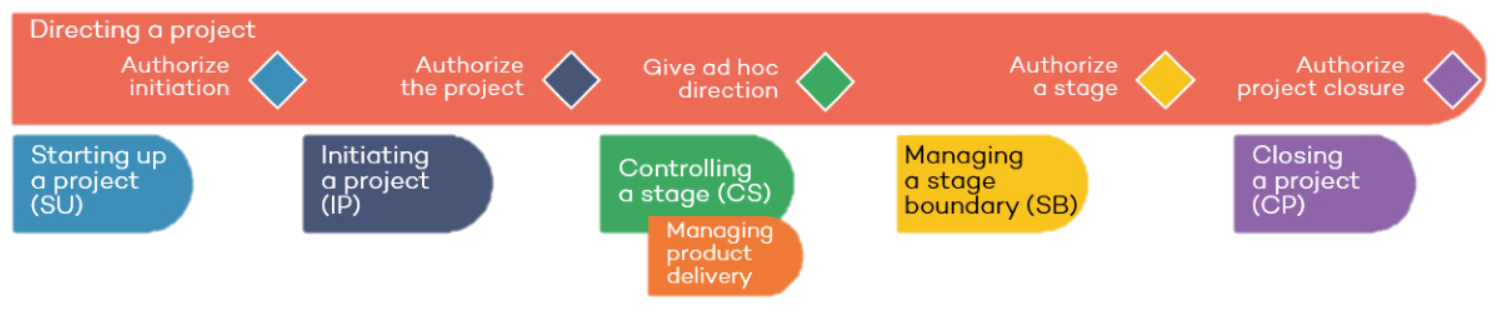 Directing a project
Authorize
initiation
Authorize
the project
Give ad hoc
direction
Authorize
a stage
Authorize
project closure
Starting up
a project
(SU)
Initiating
a project
(IP)
Controlling
a stage (CS)
Managing
product
delivery
Managing
a stage
boundary (SB)
Closing
a project
(CP)